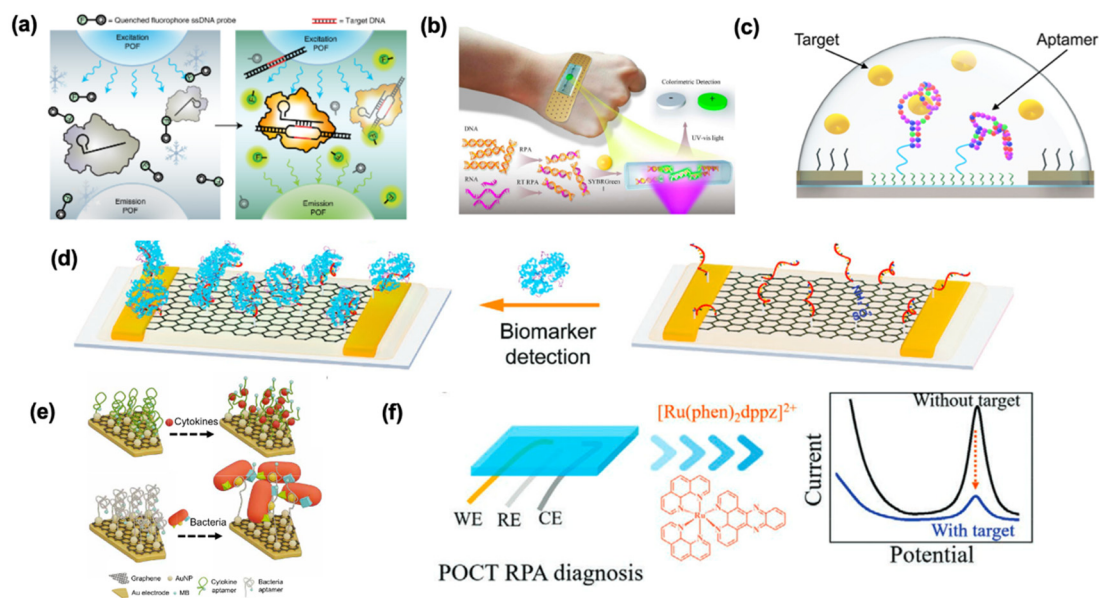 (a)
= Quenched fluorophore ssDNA probe
= Target DNA
Excitation
POF
Emission
POF
Excitation
POF
Emission
POF
(b)
Colorimetric Detection
UV-vis light
DNA
RPA
RNA
RT RPA
SYBRGreen
I
(c)
Target
Aptamer
(d)
Biomarker
detection
(e)
Cytokines
Bacteria
Graphene
AuNP
Cytokine
aptamer
Bacteria
aptamer
Au electrode
MB
(f)
[Ru(phen)2dppz]2+
WE
RE
CE
POCT RPA diagnosis
Ru
Current
Without target
With target
Potential